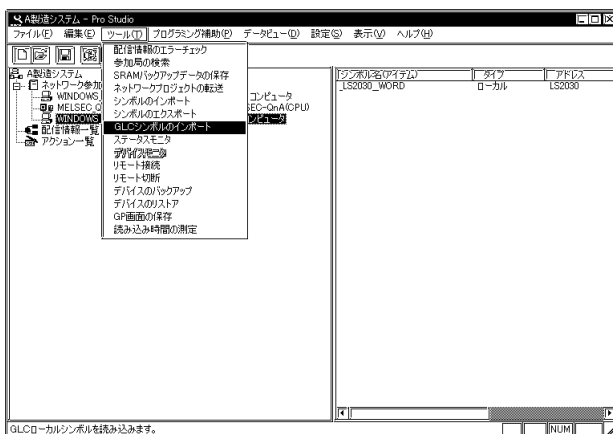 A製造システム - Pro Studio
ファイル(F) 編集(E) ツール(T) プログラミング補助(P) データビュー(D) 設定(S) 表示(V) ヘルプ(H)
配信情報のエラーチェック
参加局の検索
SRAMバックアップデータの保存
ネットワークプロジェクトの転送
シンボルのインポート
シンボルのエクスポート
GLCシンボルのインポート
ステータスモニタ
デバイスモニタ
リモート接続
リモート切断
デバイスのバックアップ
デバイスのリストア
GP画面の保存
読み込み時間の測定
A製造システム
ネットワーク参加
WINDOWS コンピュータ
MELSEC_Q SEC-QnA(CPU)
WINDOWS ンピュータ
配信情報一覧
アクション一覧
シンボル名(アイテム) タイプ アドレス
_LS2030_WORD ローカル LS2030
GLCローカルシンボルを読み込みます。
NUM